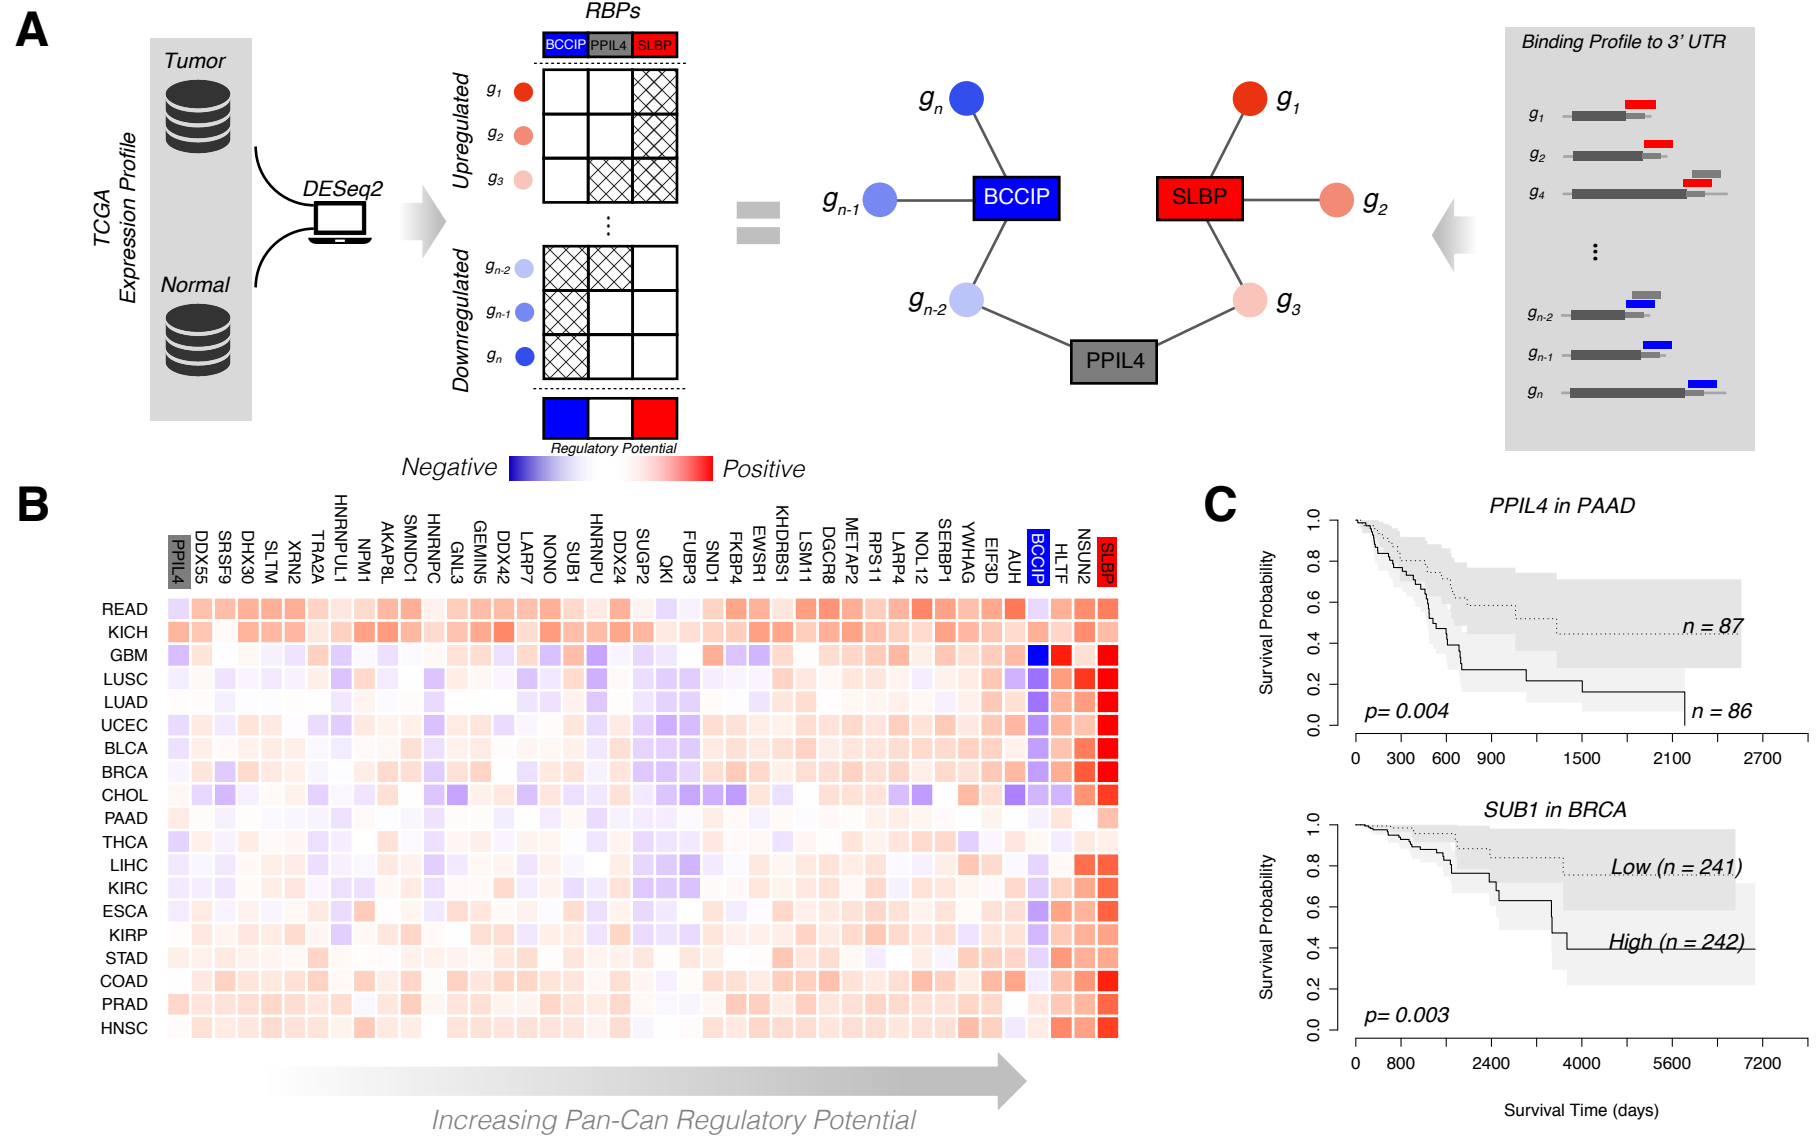 A
TCGA
Expression Profile
Tumor
Normal
DESeq2
RBPs
BCCIP PPIL4 SLBP
Upregulated
g1
g2
g3
⋮
Downregulated
gn-2
gn-1
gn
Regulatory Potential
Negative Positive
gn
gn-1
gn-2
BCCIP
SLBP
PPIL4
g1
g2
g3
Binding Profile to 3' UTR
g1
g2
g4
⋮
gn-2
gn-1
gn
B
PPIL4
DDX55
SRSF9
DHX30
SLTM
XRN2
TRA2A
HNRNPUL1
NPM1
AKAP8L
SMNDC1
HNRNPC
GNL3
GEMIN5
DDX42
LARP7
NONO
SUB1
HNRNPU
DDX24
SUGP2
QKI
FUBP3
SND1
FKBP4
EWSR1
KHDRBS1
LSM11
DGCR8
METAP2
RPS11
LARP4
NOL12
SERBP1
YWHAG
EIF3D
AUH
BCCIP
HLTF
NSUN2
SLBP
READ
KICH
GBM
LUSC
LUAD
UCEC
BLCA
BRCA
CHOL
PAAD
THCA
LIHC
KIRC
ESCA
KIRP
STAD
COAD
PRAD
HNSC
Increasing Pan-Can Regulatory Potential
C
PPIL4 in PAAD
Survival Probability
1.0
0.8
0.6
0.4
0.2
0.0
n = 87
n = 86
p= 0.004
0 300 600 900 1500 2100 2700
SUB1 in BRCA
Survival Probability
1.0
0.8
0.6
0.4
0.2
0.0
Low (n = 241)
High (n = 242)
p= 0.003
0 800 2400 4000 5600 7200
Survival Time (days)